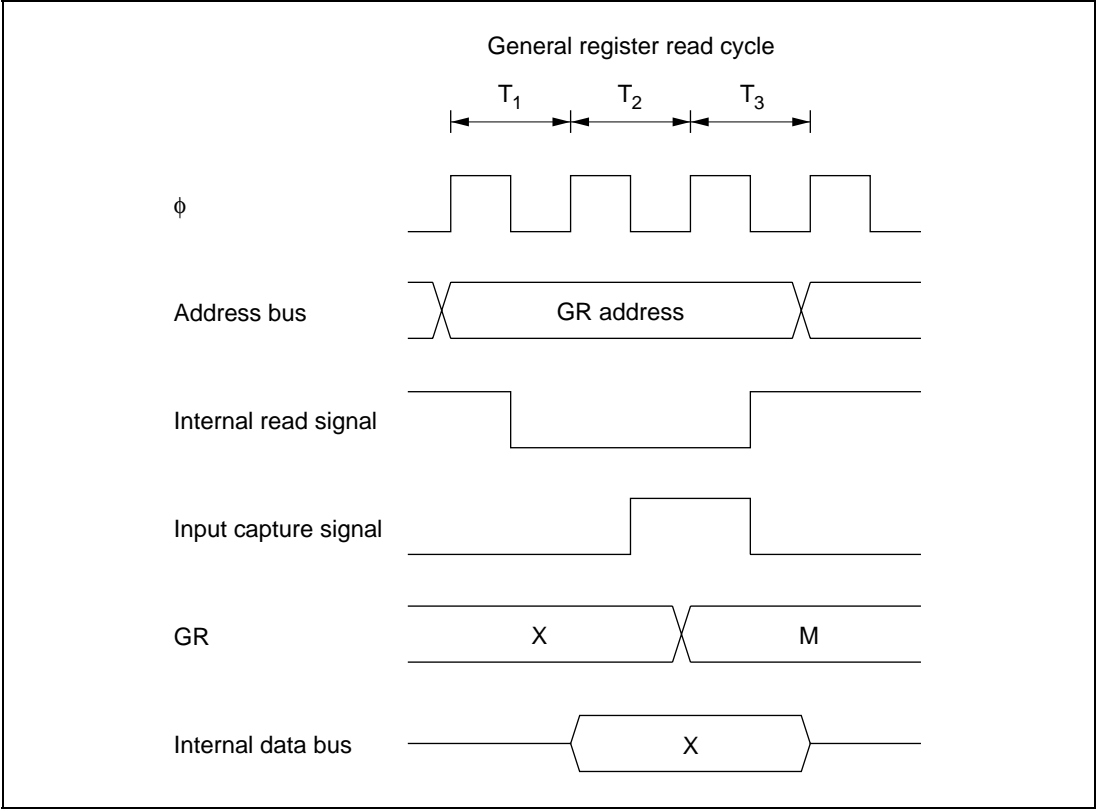 General register read cycle
T1 T2 T3
ϕ
Address bus GR address
Internal read signal
Input capture signal
GR X M
Internal data bus X